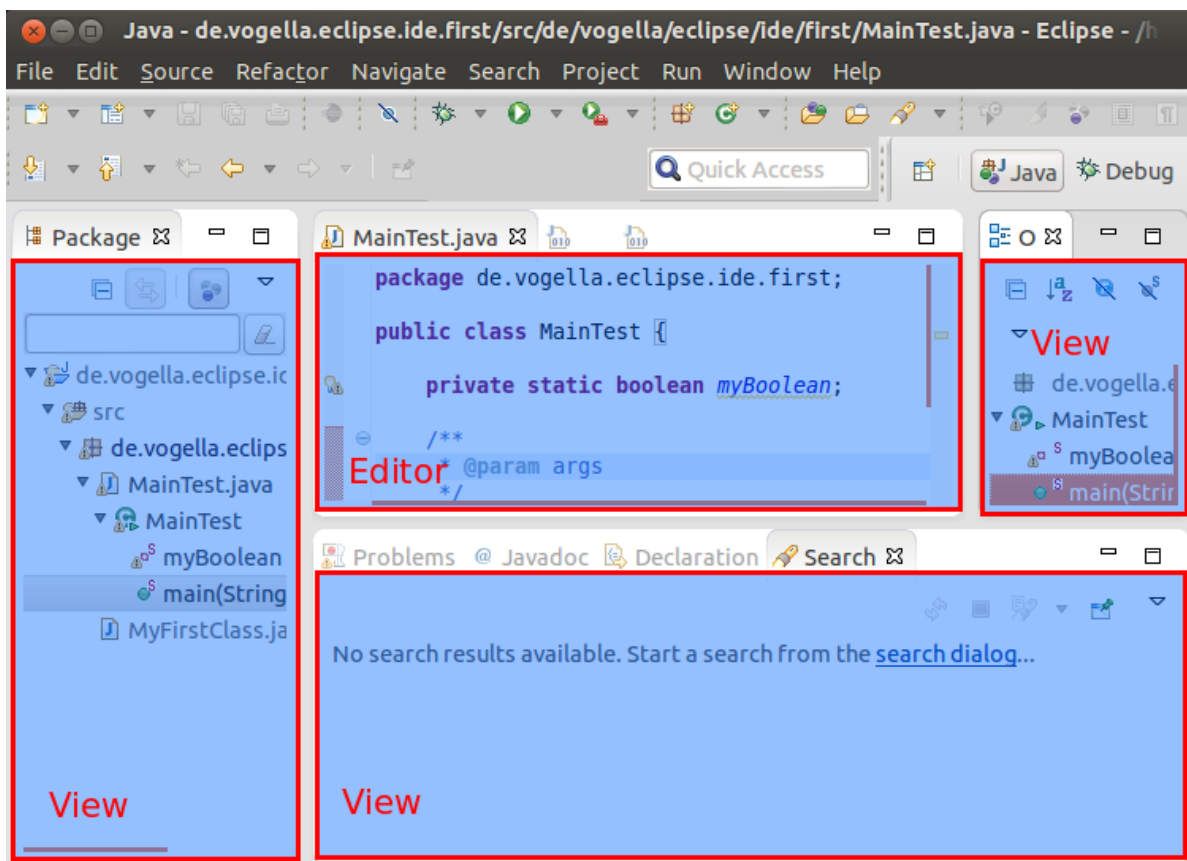 Java - de.vogella.eclipse.ide.first/src/de/vogella/eclipse/ide/first/MainTest.java - Eclipse - /h
File Edit Source Refactor Navigate Search Project Run Window Help
Quick Access
Java
Debug
Package
de.vogella.eclipse.ic
src
de.vogella.eclips
MainTest.java
MainTest
myBoolean
main(String
MyFirstClass.ja
View
MainTest.java
package de.vogella.eclipse.ide.first;
public class MainTest {
private static boolean myBoolean;
/**
* @param args
*/
Editor
O
View
de.vogella.e
MainTest
myBoolea
main(Strin
Problems @ Javadoc Declaration Search
No search results available. Start a search from the search dialog...
View